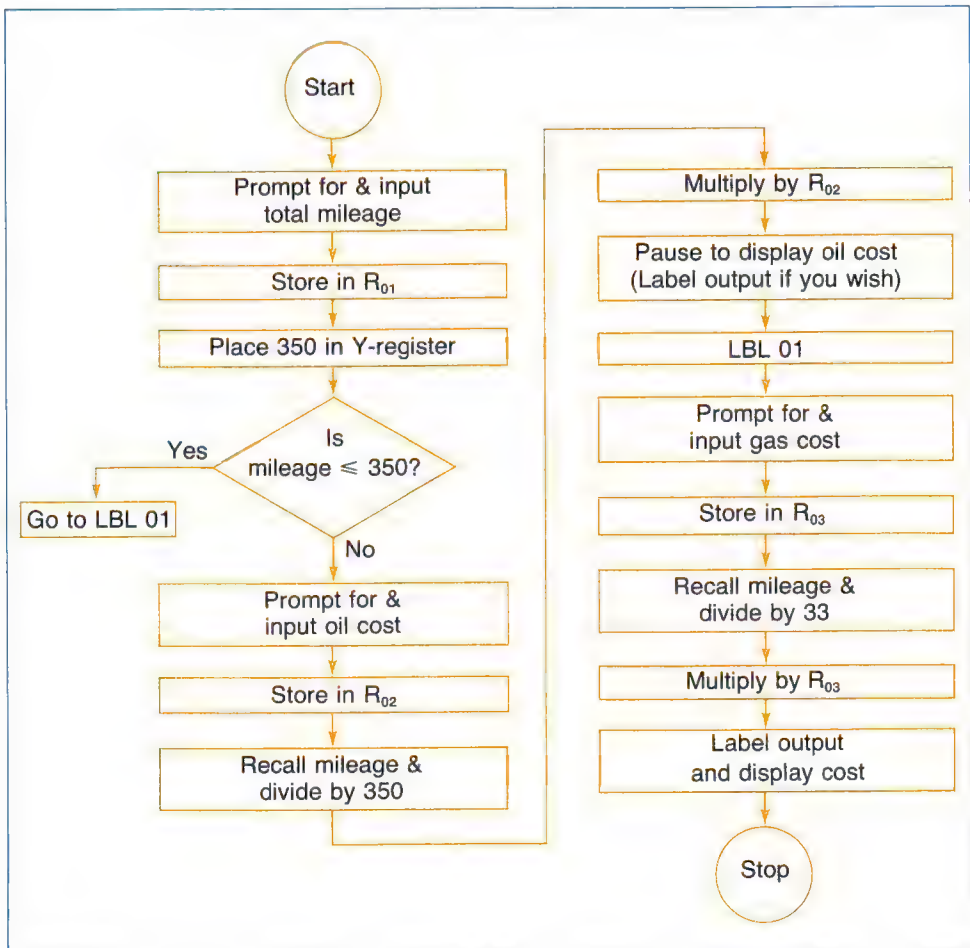 Start
Prompt for & input
total mileage
Store in R₀₁
Place 350 in Y-register
Is
mileage ⩽ 350?
Yes
Go to LBL 01
No
Prompt for &
input oil cost
Store in R₀₂
Recall mileage &
divide by 350
Multiply by R₀₂
Pause to display oil cost
(Label output if you wish)
LBL 01
Prompt for &
input gas cost
Store in R₀₃
Recall mileage &
divide by 33
Multiply by R₀₃
Label output
and display cost
Stop